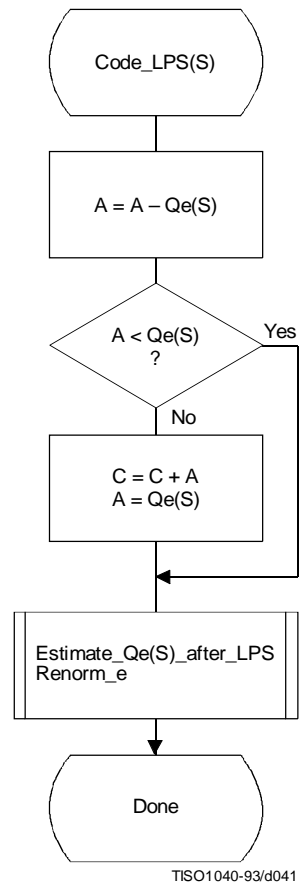 Code_LPS(S)
A = A – Qe(S)
A < Qe(S)
?
Yes
No
C = C + A
A = Qe(S)
Estimate_Qe(S)_after_LPS
Renorm_e
Done
TISO1040-93/d041